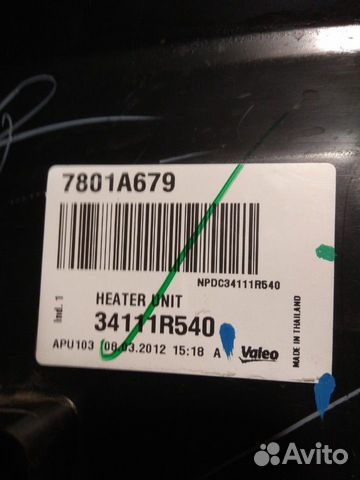 7801A679
NPDC34111R540
Ind. 1
HEATER UNIT
34111R540
APU103 08.03.2012 15:18 A Valeo
MADE IN THAILAND
Avito